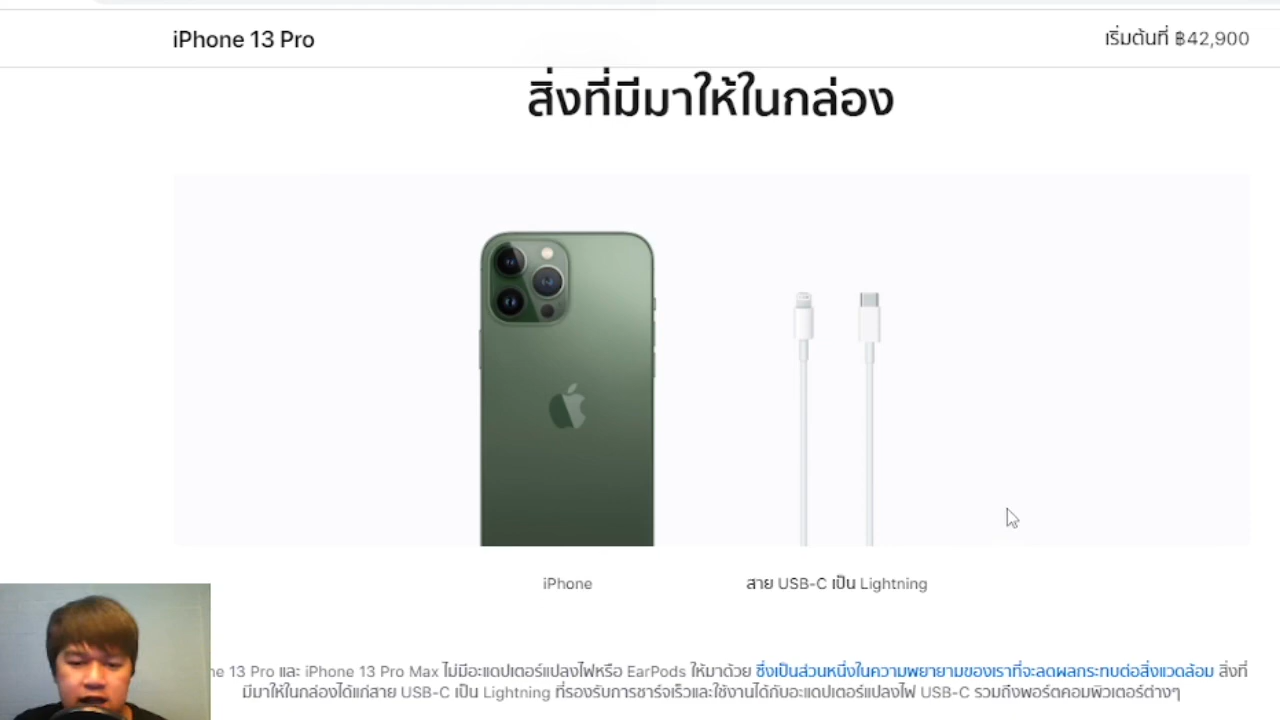 iPhone 13 Pro
เริ่มต้นที่ ฿42,900
สิ่งที่มีมาให้ในกล่อง
iPhone
สาย USB-C เป็น Lightning
13 Pro และ iPhone 13 Pro Max ไม่มีอะแดปเตอร์แปลงไฟหรือ EarPods ให้มาด้วย ซึ่งเป็นส่วนหนึ่งในความพยายามของเราที่จะลดผลกระทบต่อสิ่งแวดล้อม สิ่งที่
มีมาให้ในกล่องได้แก่สาย USB-C เป็น Lightning ที่รองรับการชาร์จเร็วและใช้งานได้กับอะแดปเตอร์แปลงไฟ USB-C รวมถึงพอร์ตคอมพิวเตอร์ต่างๆ